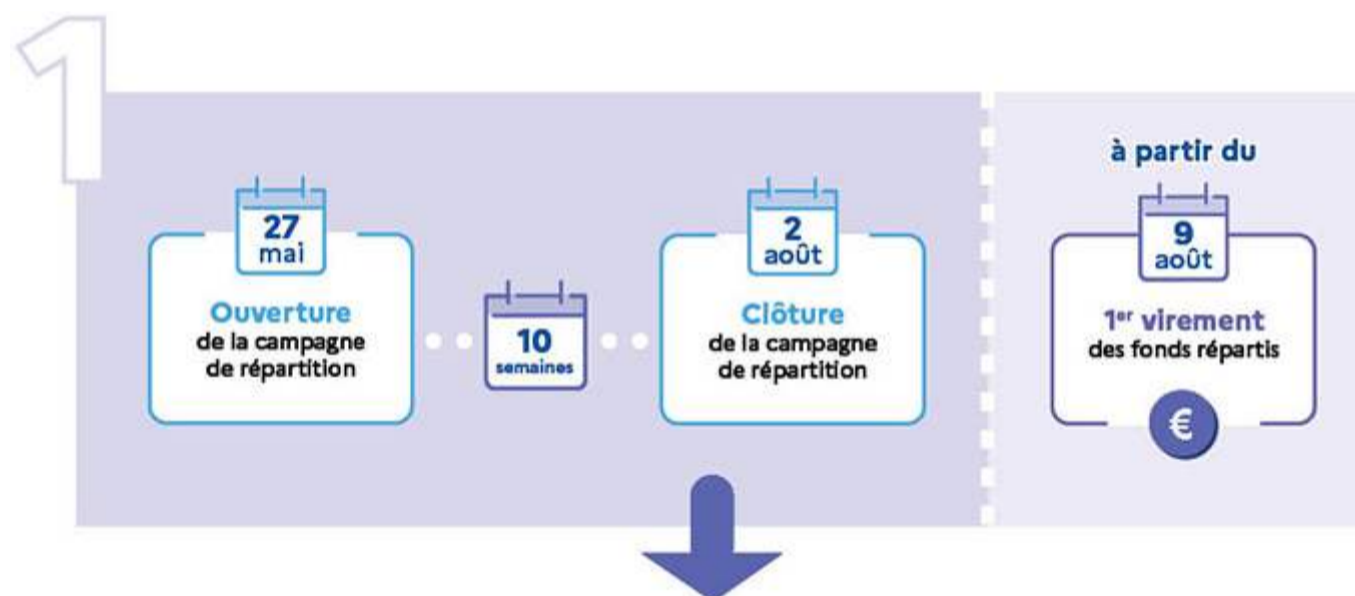 1
27
mai
Ouverture
de la campagne
de répartition
10
semaines
2
août
Clôture
de la campagne
de répartition
à partir du
9
août
1er virement
des fonds répartis
€